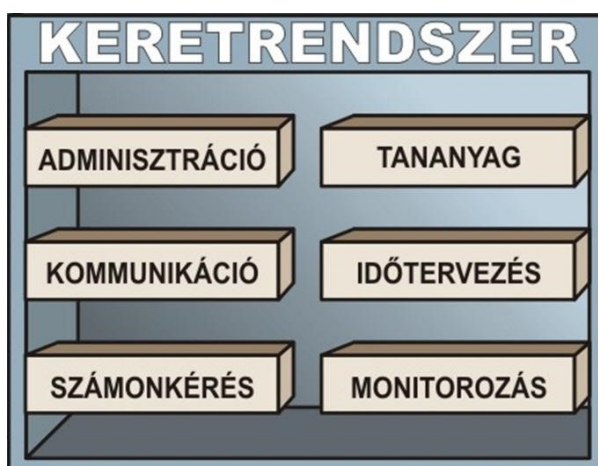 KERETRENDSZER
ADMINISZTRÁCIÓ
TANANYAG
KOMMUNIKÁCIÓ
IDŐTERVEZÉS
SZÁMONKÉRÉS
MONITOROZÁS